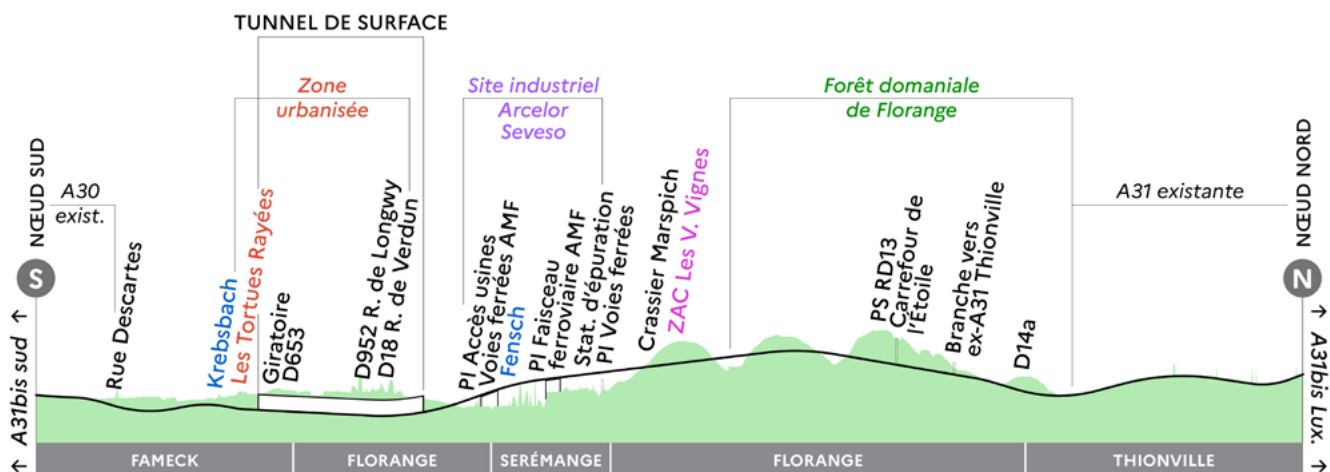 TUNNEL DE SURFACE
Zone
urbanisée
Site industriel
Arcelor
Seveso
Forêt domaniale
de Florange
NŒUD SUD
A30
exist.
A31 existante
NŒUD NORD
S
N
← A31bis sud →
Rue Descartes
Krebsbach
Les Tortues Rayées
Giratoire
D653
D952 R. de Longwy
D18 R. de Verdun
PI Accès usines
Voies ferrées AMF
Fensch
PI Faisceau
ferroviaire AMF
Stat. d'épuration
PI Voies ferrées
Crassier Marspich
ZAC Les V. Vignes
PS RD13
Carrefour de
l'Étoile
Branche vers
ex-A31 Thionville
D14a
← A31bis Lux. →
FAMECK
FLORANGE
SERÉMANGE
FLORANGE
THIONVILLE